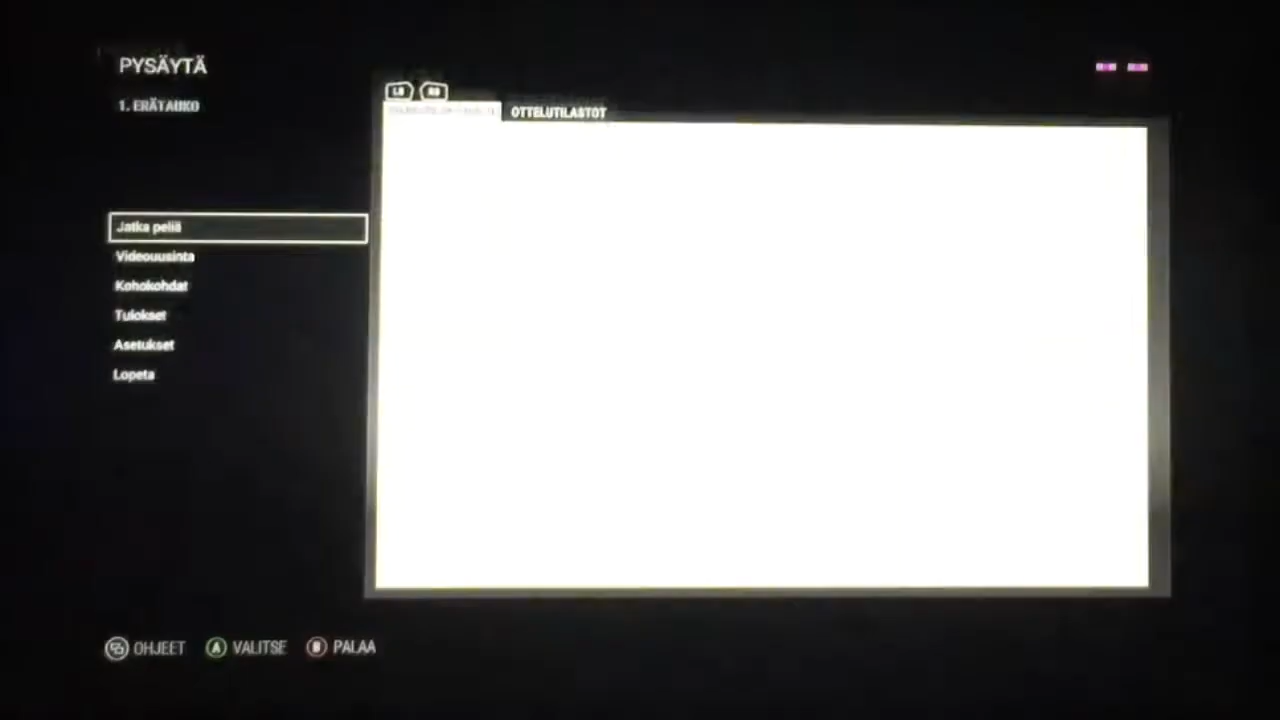 PYSÄYTÄ
1. ERÄTAUKO
LB RB
OTTELUTILASTOT
Jatka peliä
Videouusinta
Kohokohdat
Tulokset
Asetukset
Lopeta
OHJEET A VALITSE B PALAA